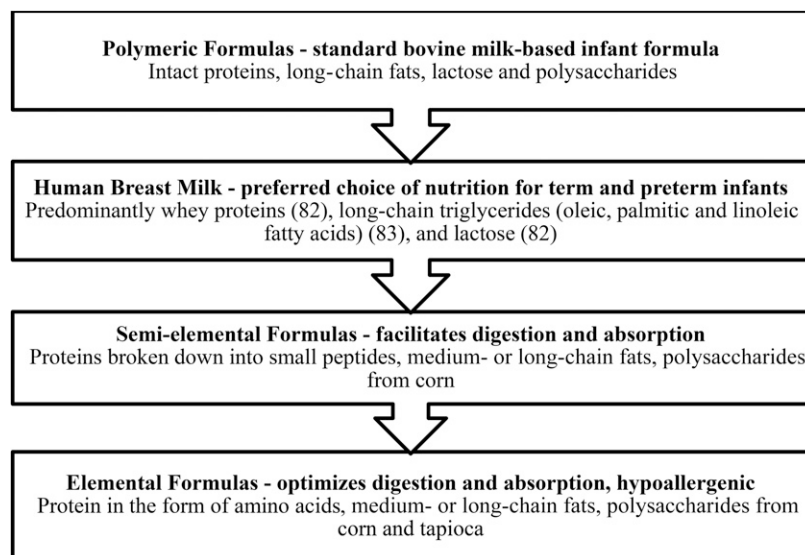 Polymeric Formulas - standard bovine milk-based infant formula
Intact proteins, long-chain fats, lactose and polysaccharides
Human Breast Milk - preferred choice of nutrition for term and preterm infants
Predominantly whey proteins (82), long-chain triglycerides (oleic, palmitic and linoleic
fatty acids) (83), and lactose (82)
Semi-elemental Formulas - facilitates digestion and absorption
Proteins broken down into small peptides, medium- or long-chain fats, polysaccharides
from corn
Elemental Formulas - optimizes digestion and absorption, hypoallergenic
Protein in the form of amino acids, medium- or long-chain fats, polysaccharides from
corn and tapioca